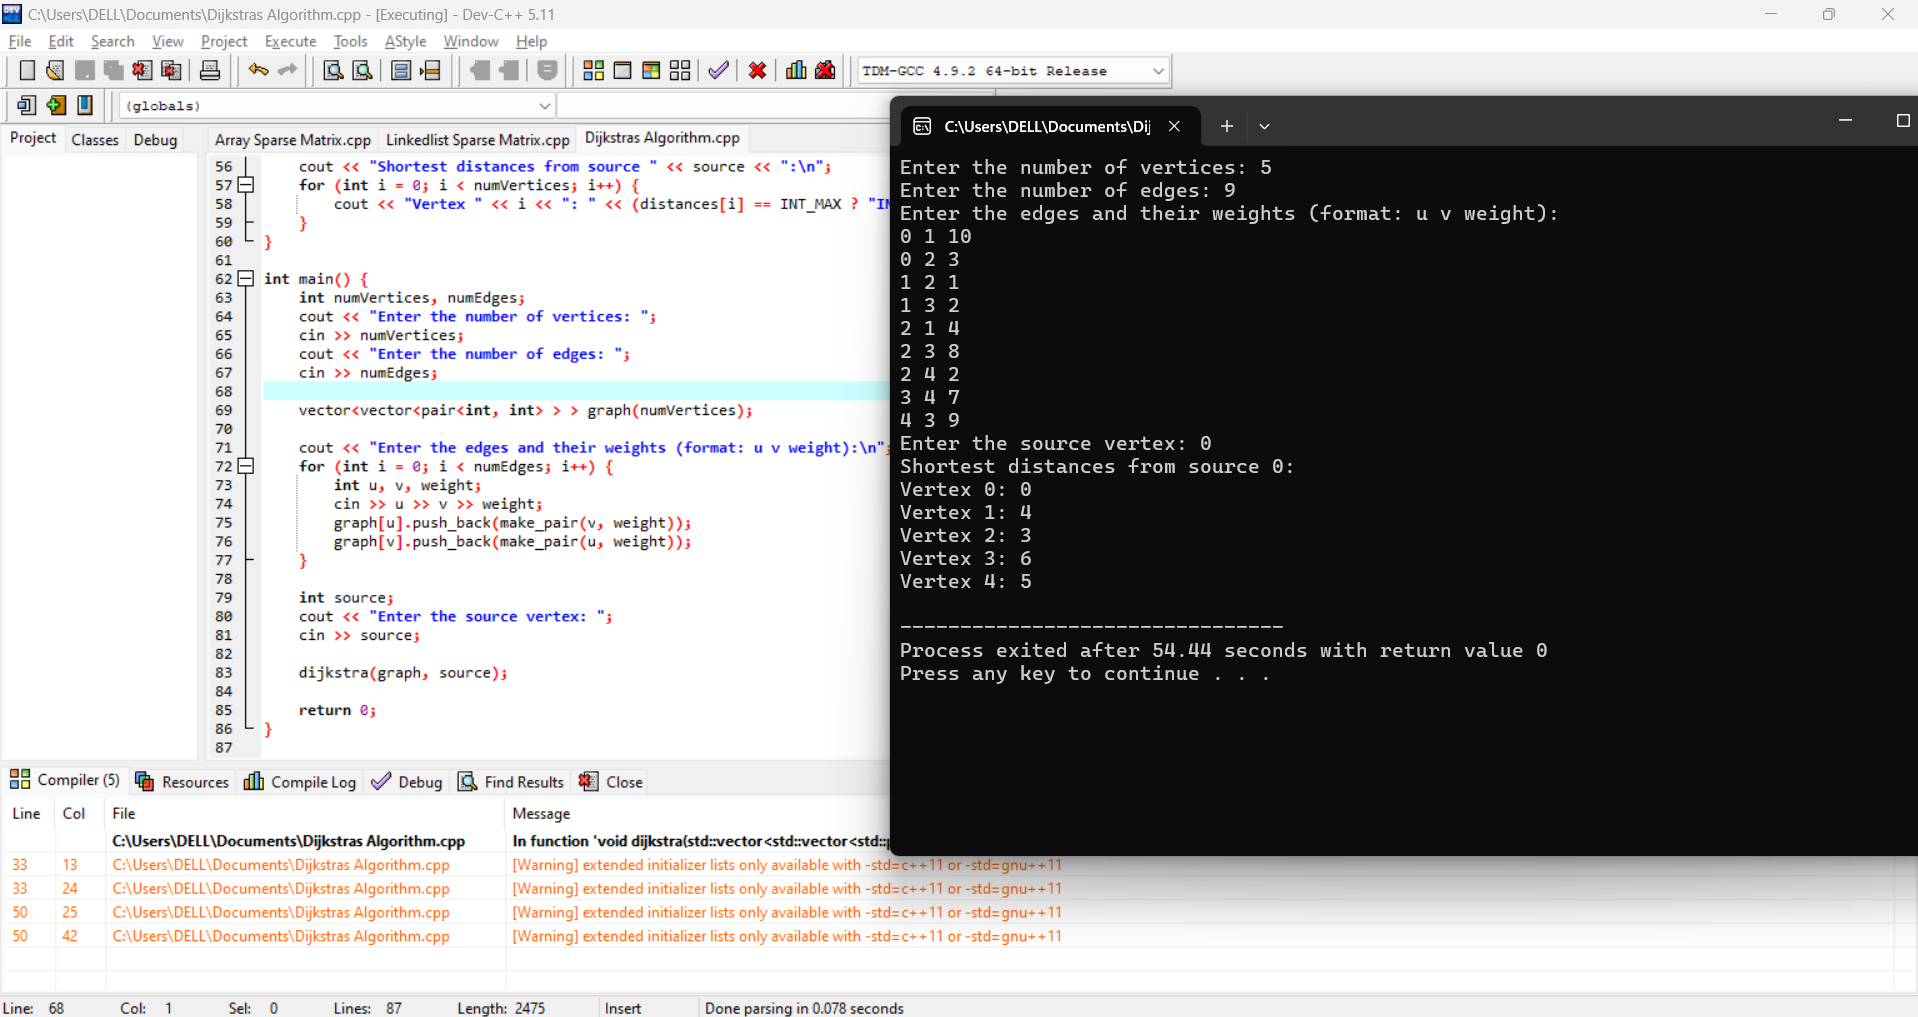 C:\Users\DELL\Documents\Dijkstras Algorithm.cpp - [Executing] - Dev-C++ 5.11
File Edit Search View Project Execute Tools AStyle Window Help
TDM-GCC 4.9.2 64-bit Release
(globals)
Project Classes Debug
Array Sparse Matrix.cpp Linkedlist Sparse Matrix.cpp Dijkstras Algorithm.cpp
56 cout << "Shortest distances from source " << source << ":\n";
57 for (int i = 0; i < numVertices; i++) {
58 cout << "Vertex " << i << ": " << (distances[i] == INT_MAX ? "IN
59 }
60 }
61
62 int main() {
63 int numVertices, numEdges;
64 cout << "Enter the number of vertices: ";
65 cin >> numVertices;
66 cout << "Enter the number of edges: ";
67 cin >> numEdges;
68
69 vector<vector<pair<int, int> > > graph(numVertices);
70
71 cout << "Enter the edges and their weights (format: u v weight):\n";
72 for (int i = 0; i < numEdges; i++) {
73 int u, v, weight;
74 cin >> u >> v >> weight;
75 graph[u].push_back(make_pair(v, weight));
76 graph[v].push_back(make_pair(u, weight));
77 }
78
79 int source;
80 cout << "Enter the source vertex: ";
81 cin >> source;
82
83 dijkstra(graph, source);
84
85 return 0;
86 }
87
C:\Users\DELL\Documents\Dij
Enter the number of vertices: 5
Enter the number of edges: 9
Enter the edges and their weights (format: u v weight):
0 1 10
0 2 3
1 2 1
1 3 2
2 1 4
2 3 8
2 4 2
3 4 7
4 3 9
Enter the source vertex: 0
Shortest distances from source 0:
Vertex 0: 0
Vertex 1: 4
Vertex 2: 3
Vertex 3: 6
Vertex 4: 5
--------------------------------
Process exited after 54.44 seconds with return value 0
Press any key to continue . . .
Compiler (5) Resources Compile Log Debug Find Results Close
Line Col File Message
C:\Users\DELL\Documents\Dijkstras Algorithm.cpp In function 'void dijkstra(std::vector<std::vector<std::p
33 13 C:\Users\DELL\Documents\Dijkstras Algorithm.cpp [Warning] extended initializer lists only available with -std=c++11 or -std=gnu++11
33 24 C:\Users\DELL\Documents\Dijkstras Algorithm.cpp [Warning] extended initializer lists only available with -std=c++11 or -std=gnu++11
50 25 C:\Users\DELL\Documents\Dijkstras Algorithm.cpp [Warning] extended initializer lists only available with -std=c++11 or -std=gnu++11
50 42 C:\Users\DELL\Documents\Dijkstras Algorithm.cpp [Warning] extended initializer lists only available with -std=c++11 or -std=gnu++11
Line: 68 Col: 1 Sel: 0 Lines: 87 Length: 2475 Insert Done parsing in 0.078 seconds